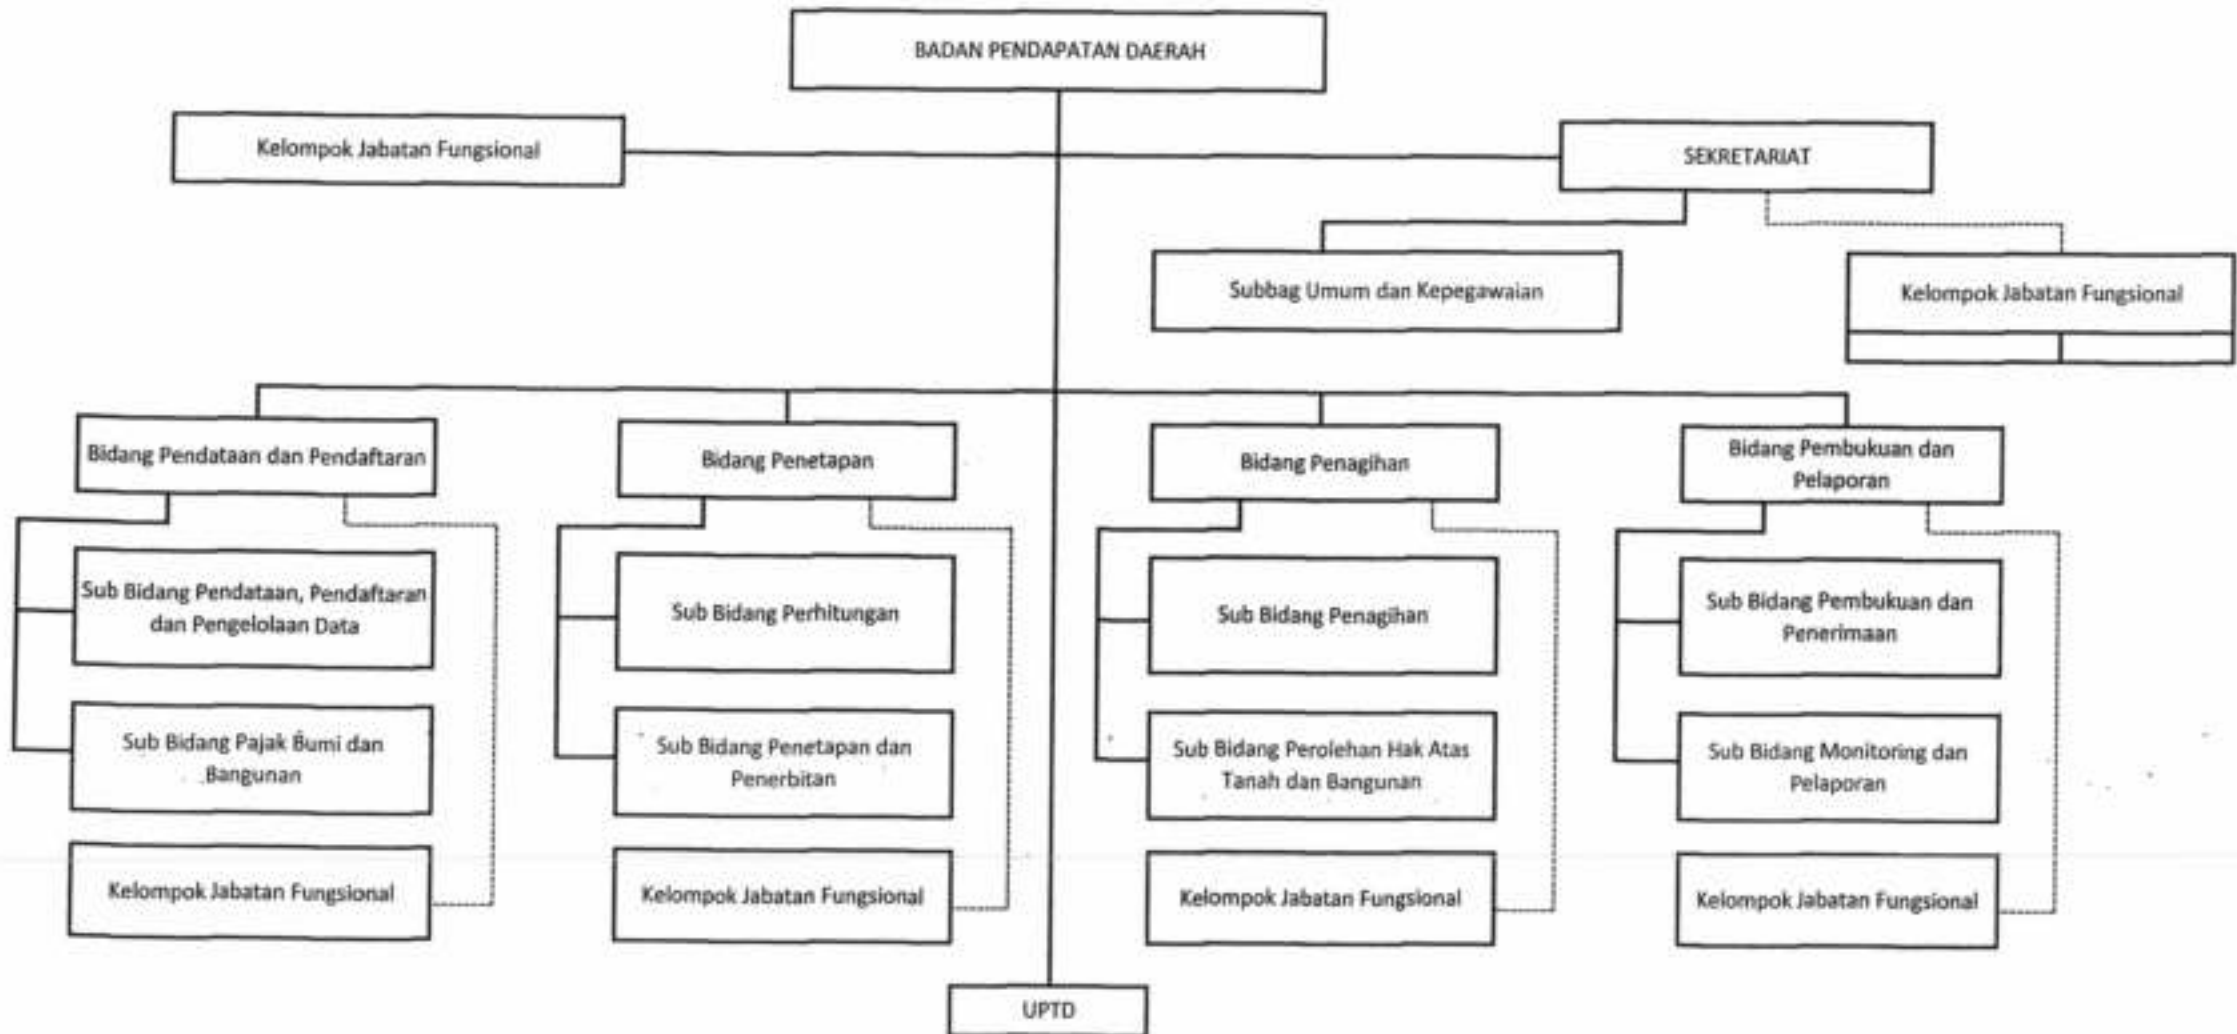 BADAN PENDAPATAN DAERAH
Kelompok Jabatan Fungsional
SEKRETARIAT
Subbag Umum dan Kepegawaian
Kelompok Jabatan Fungsional
Bidang Pendataan dan Pendaftaran
Bidang Penetapan
Bidang Penagihan
Bidang Pembukuan dan
Pelaporan
Sub Bidang Pendataan, Pendaftaran
dan Pengelolaan Data
Sub Bidang Perhitungan
Sub Bidang Penagihan
Sub Bidang Pembukuan dan
Penerimaan
Sub Bidang Pajak Bumi dan
Bangunan
Sub Bidang Penetapan dan
Penerbitan
Sub Bidang Perolehan Hak Atas
Tanah dan Bangunan
Sub Bidang Monitoring dan
Pelaporan
Kelompok Jabatan Fungsional
Kelompok Jabatan Fungsional
Kelompok Jabatan Fungsional
Kelompok Jabatan Fungsional
UPTD